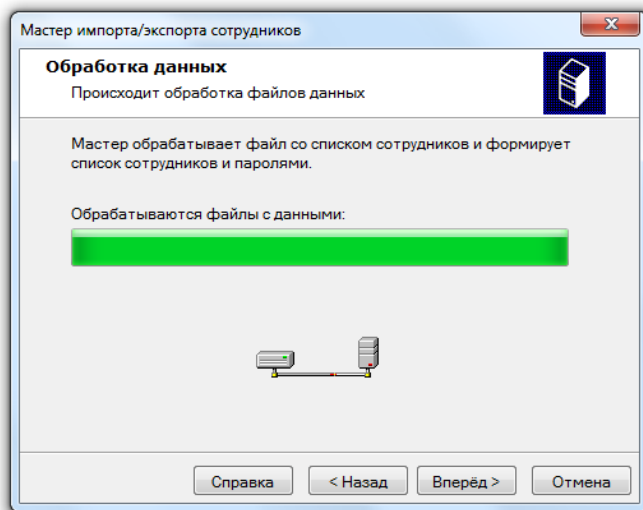 Мастер импорта/экспорта сотрудников
Обработка данных
Происходит обработка файлов данных
Мастер обрабатывает файл со списком сотрудников и формирует
список сотрудников и паролями.
Обрабатываются файлы с данными:
Справка
< Назад
Вперёд >
Отмена